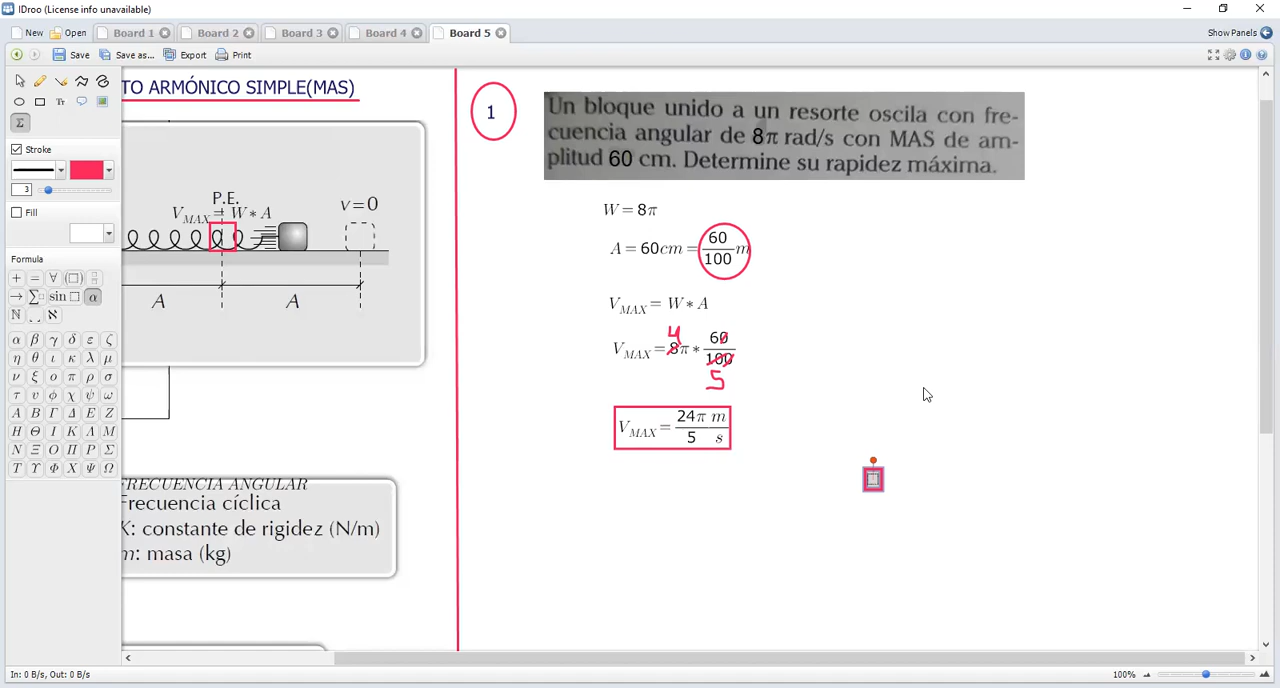 IDroo (License info unavailable)
New Open Board 1 Board 2 Board 3 Board 4 Board 5 Show Panels
Save Save as... Export Print
TO ARMÓNICO SIMPLE(MAS)
Σ
Tr
Stroke
3
Fill
Formula
+ = ∀ (□)
→ Σ□ sin □ α
ℕ ℵ
α β γ δ ε ζ
η θ ι κ λ μ
ν ξ ο π ρ σ
τ υ φ χ ψ ω
Α Β Γ Δ Ε Ζ
Η Θ Ι Κ Λ Μ
Ν Ξ Ο Π Ρ Σ
Τ Υ Φ Χ Ψ Ω
P.E.
V_MAX = W * A
V = 0
A A
FRECUENCIA ANGULAR
Frecuencia cíclica
K: constante de rigidez (N/m)
m: masa (kg)
1
Un bloque unido a un resorte oscila con fre-
cuencia angular de 8π rad/s con MAS de am-
plitud 60 cm. Determine su rapidez máxima.
W = 8π
A = 60cm = 60/100 m
V_MAX = W * A
4
V_MAX = 8π * 60/100
5
V_MAX = 24π/5 m/s
In: 0 B/s, Out: 0 B/s 100%